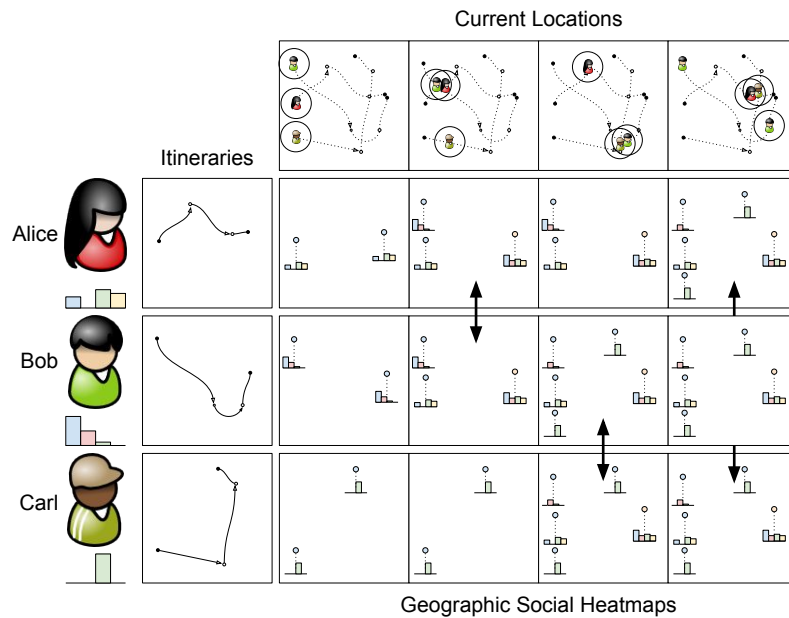 Current Locations
Itineraries
Alice
Bob
Carl
Geographic Social Heatmaps